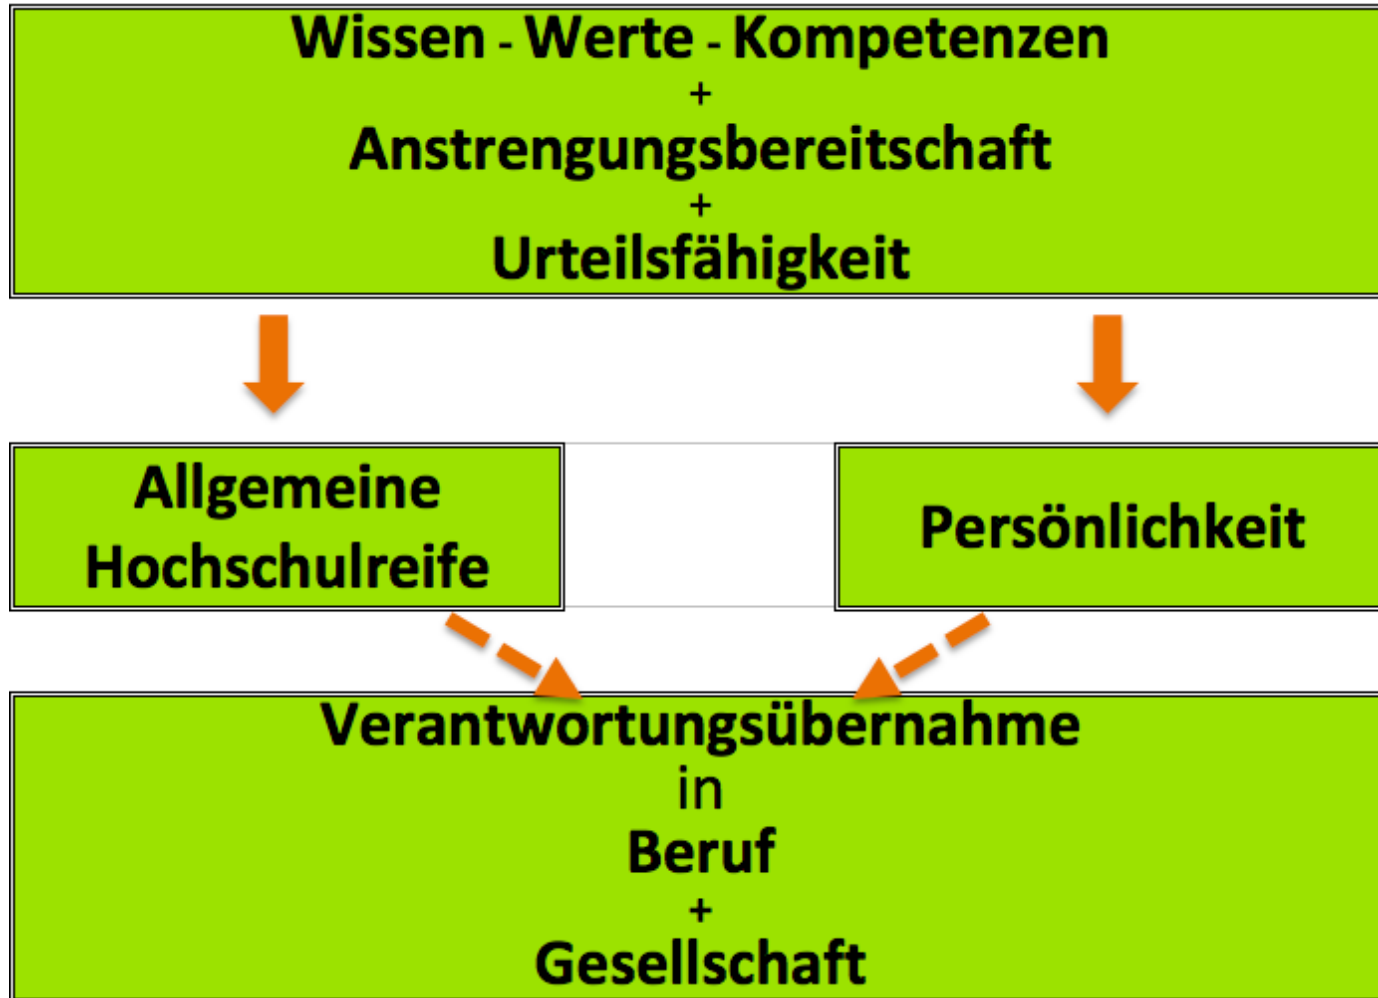 Wissen - Werte - Kompetenzen
+
Anstrengungsbereitschaft
+
Urteilsfähigkeit
Allgemeine
Hochschulreife
Persönlichkeit
Verantwortungsübernahme
in
Beruf
+
Gesellschaft